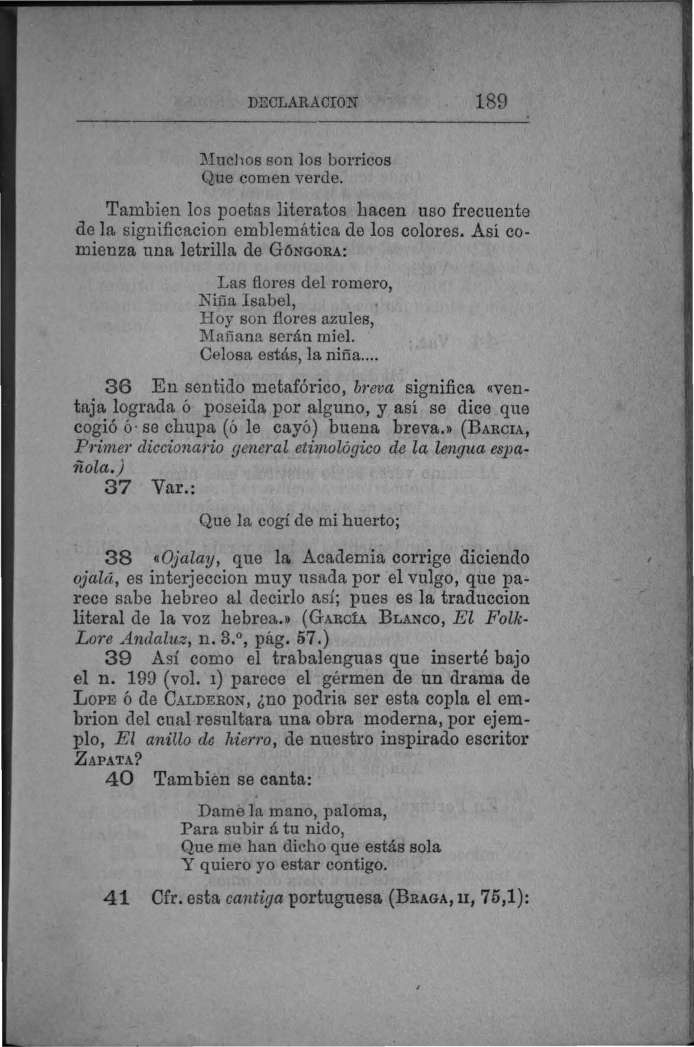 DECLARACION 189
Muchos son los borricos
Que comen verde.
Tambien los poetas literatos hacen uso frecuente
de la significacion emblemática de los colores. Así co-
mienza una letrilla de GÓNGORA:
Las flores del romero,
Niña Isabel,
Hoy son flores azules,
Mañana serán miel.
Celosa estás, la niña....
36 En sentido metafórico, breva significa «ven-
taja lograda ó poseida por alguno, y así se dice que
cogió ó se chupa (ó le cayó) buena breva.» (BARCIA,
Primer diccionario general etimológico de la lengua espa-
ñola.)
37 Var.:
Que la cogí de mi huerto;
38 «Ojalay, que la Academia corrige diciendo
ojalá, es interjeccion muy usada por el vulgo, que pa-
rece sabe hebreo al decirlo así; pues es la traduccion
literal de la voz hebrea.» (GARCÍA BLANCO, El Folk-
Lore Andaluz, n. 3.º, pág. 57.)
39 Así como el trabalenguas que inserté bajo
el n. 199 (vol. I) parece el gérmen de un drama de
LOPE ó de CALDERON, ¿no podria ser esta copla el em-
brion del cual resultara una obra moderna, por ejem-
plo, El anillo de hierro, de nuestro inspirado escritor
ZAPATA?
40 Tambien se canta:
Dame la mano, paloma,
Para subir á tu nido,
Que me han dicho que estás sola
Y quiero yo estar contigo.
41 Cfr. esta cantiga portuguesa (BRAGA, II, 75,1):